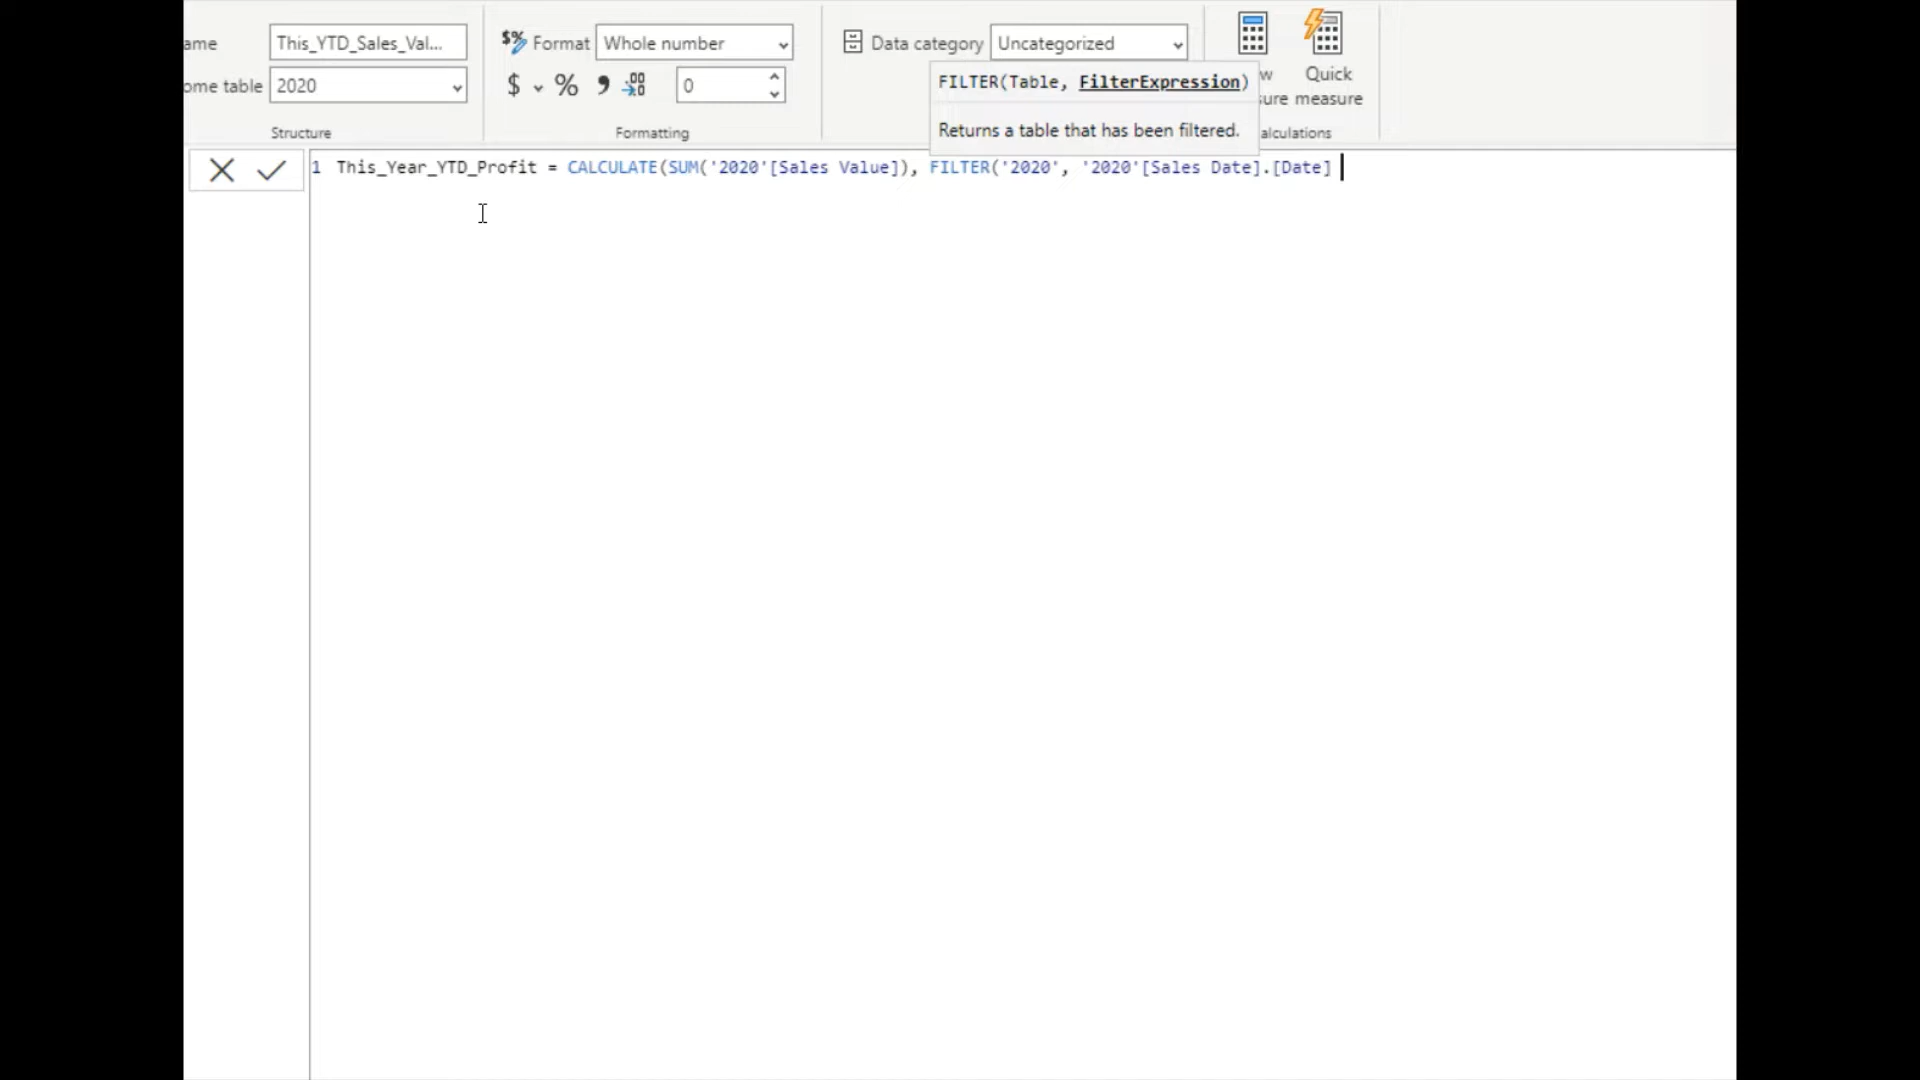 ame This_YTD_Sales_Val... $% Format Whole number Data category Uncategorized
ome table 2020 $ % 0 w Quick
ure measure
FILTER(Table, FilterExpression)
Returns a table that has been filtered.
Structure Formatting alculations
1 This_Year_YTD_Profit = CALCULATE(SUM('2020'[Sales Value]), FILTER('2020', '2020'[Sales Date].[Date]